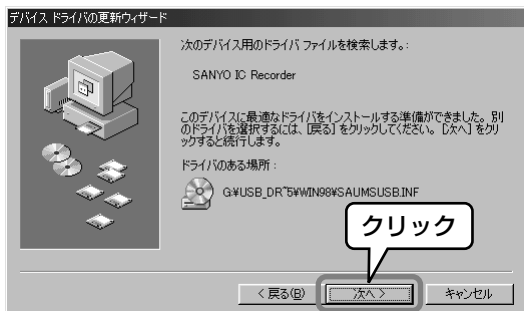 デバイス ドライバの更新ウィザード
次のデバイス用のドライバ ファイルを検索します。:
SANYO IC Recorder
このデバイスに最適なドライバをインストールする準備ができました。別
のドライバを選択するには、[戻る] をクリックしてください。[次へ] をクリ
ックすると続行します。
ドライバのある場所:
G:¥USB_DR~5¥WIN98¥SAUMSUSB.INF
クリック
< 戻る(B)
次へ >
キャンセル